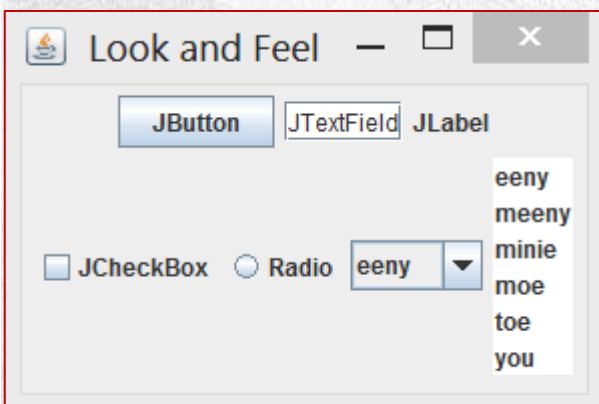 Look and Feel
JButton JTextField JLabel
JCheckBox Radio eeny
eeny
meeny
minie
moe
toe
you